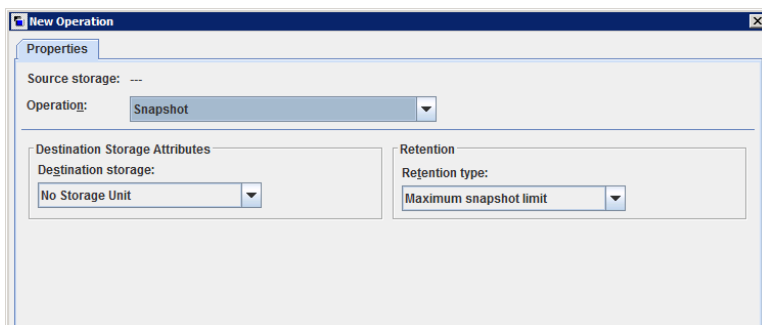 New Operation
Properties
Source storage: ---
Operation: Snapshot
Destination Storage Attributes
Destination storage:
No Storage Unit
Retention
Retention type:
Maximum snapshot limit